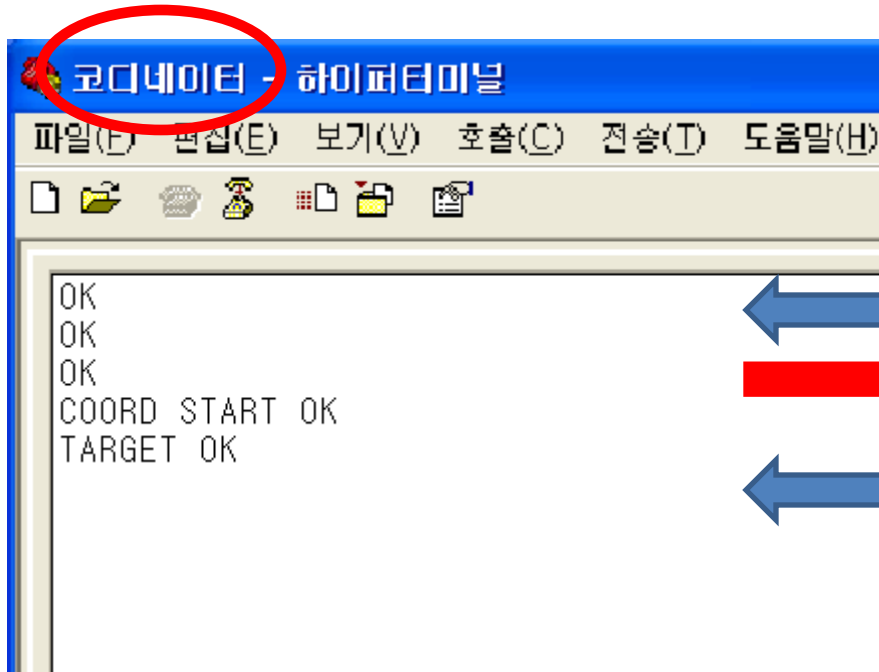 코디네이터 - 하이퍼터미널
파일(F) 편집(E) 보기(V) 호출(C) 전송(T) 도움말(H)
OK
OK
OK
COORD START OK
TARGET OK